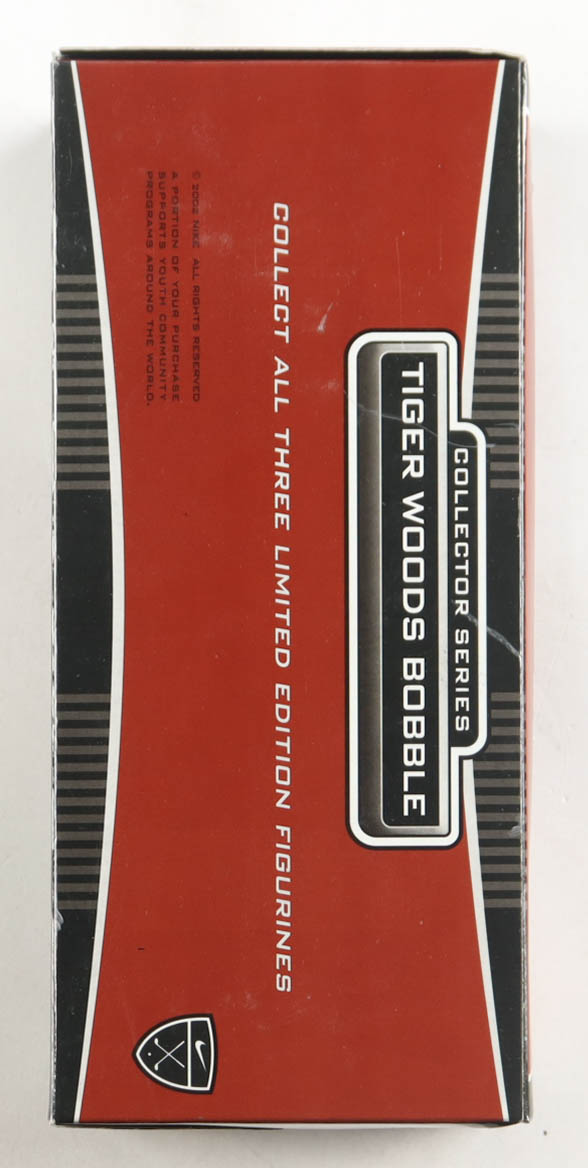 COLLECTOR SERIES
TIGER WOODS BOBBLE
COLLECT ALL THREE LIMITED EDITION FIGURINES
© 2002 NIKE ALL RIGHTS RESERVED
A PORTION OF YOUR PURCHASE
SUPPORTS YOUTH COMMUNITY
PROGRAMS AROUND THE WORLD.